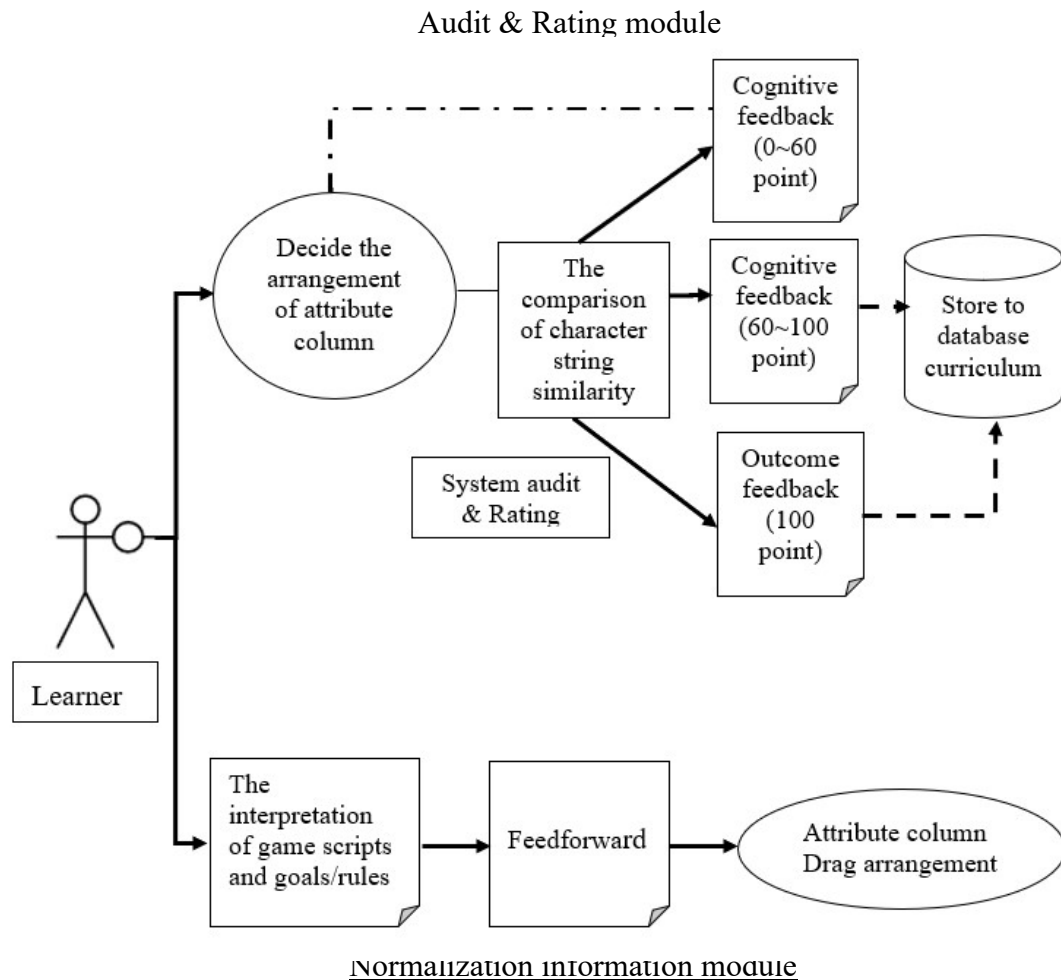 Audit & Rating module
Cognitive
feedback
(0~60
point)
Decide the
arrangement
of attribute
column
The
comparison
of character
string
similarity
Cognitive
feedback
(60~100
point)
Store to
database
curriculum
System audit
& Rating
Outcome
feedback
(100
point)
Learner
The
interpretation
of game scripts
and goals/rules
Feedforward
Attribute column
Drag arrangement
Normalization information module